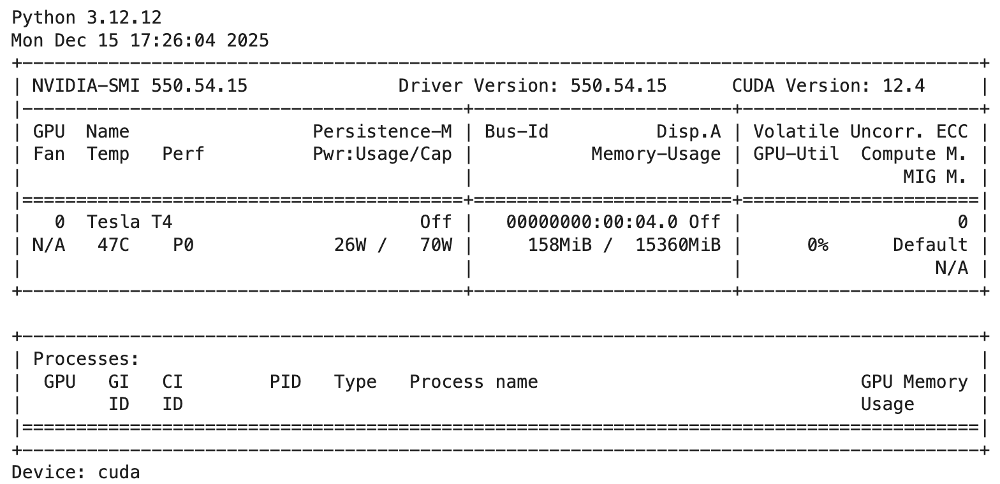 Python 3.12.12
Mon Dec 15 17:26:04 2025
+-----------------------------------------------------------------------------------------+
| NVIDIA-SMI 550.54.15              Driver Version: 550.54.15      CUDA Version: 12.4     |
|-----------------------------------------+------------------------+----------------------+
| GPU  Name                 Persistence-M | Bus-Id          Disp.A | Volatile Uncorr. ECC |
| Fan  Temp   Perf          Pwr:Usage/Cap |           Memory-Usage | GPU-Util  Compute M. |
|                                         |                        |               MIG M. |
|=========================================+========================+======================|
|   0  Tesla T4                       Off |   00000000:00:04.0 Off |                    0 |
| N/A   47C    P0             26W /   70W |     158MiB /  15360MiB |      0%      Default |
|                                         |                        |                  N/A |
+-----------------------------------------+------------------------+----------------------+

+-----------------------------------------------------------------------------------------+
| Processes:                                                                              |
|  GPU   GI   CI        PID   Type   Process name                              GPU Memory |
|        ID   ID                                                               Usage      |
|=========================================================================================|
+-----------------------------------------------------------------------------------------+
Device: cuda